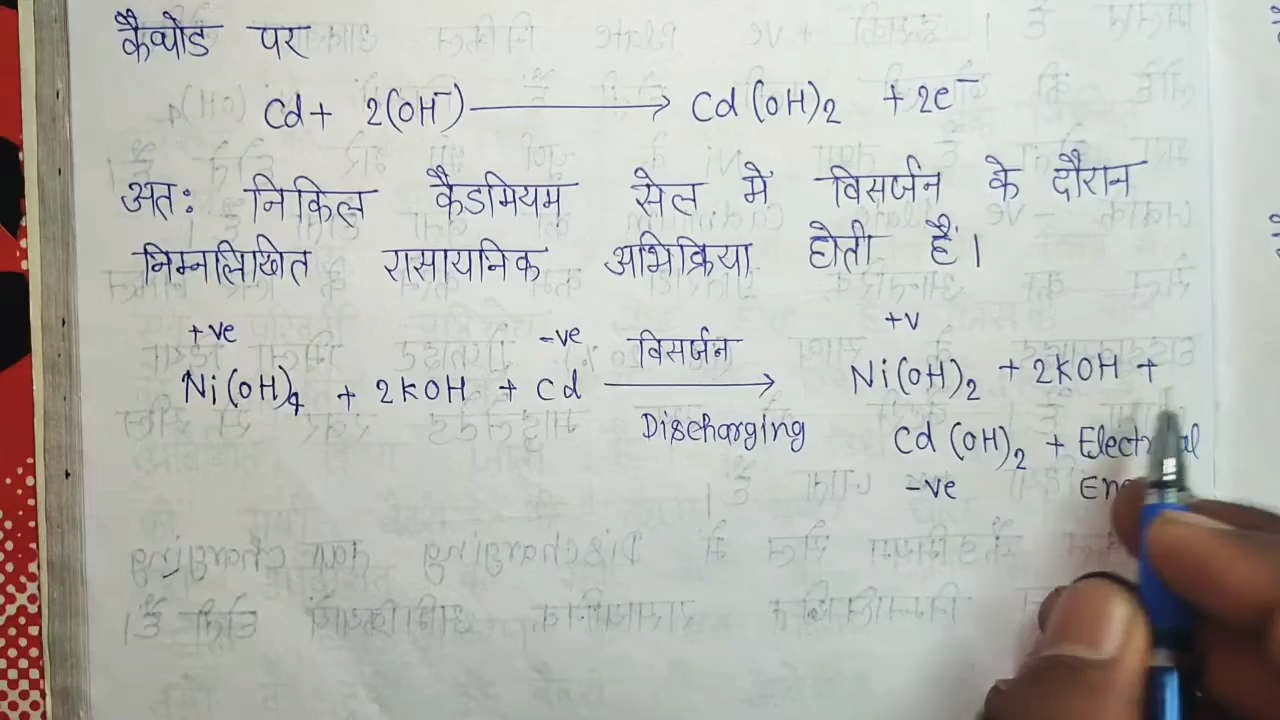 कैथोड पर
Cd + 2(OH⁻) ⟶ Cd(OH)₂ + 2e⁻
अतः निकिल कैडमियम सेल में विसर्जन के दौरान
निम्नलिखित रासायनिक अभिक्रिया होती हैं।
+ve -ve विसर्जन +v
Ni(OH)₄ + 2KOH + Cd ⟶ Ni(OH)₂ + 2KOH +
Discharging Cd(OH)₂ +
-ve